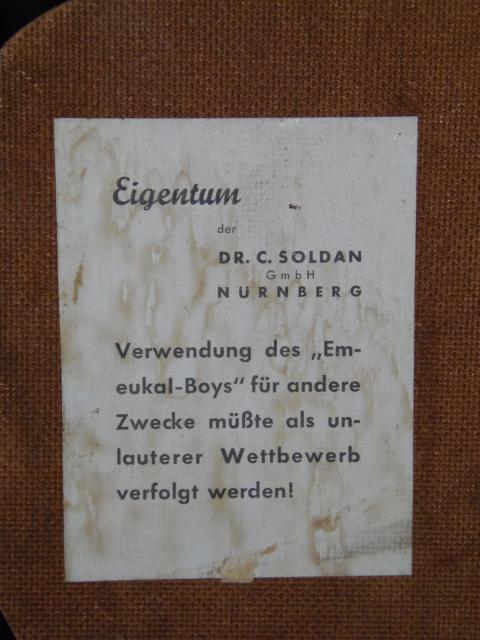 Eigentum
der
DR. C. SOLDAN
GmbH
NURNBERG
Verwendung des „Em-
eukal-Boys" für andere
Zwecke müßte als un-
lauterer Wettbewerb
verfolgt werden!